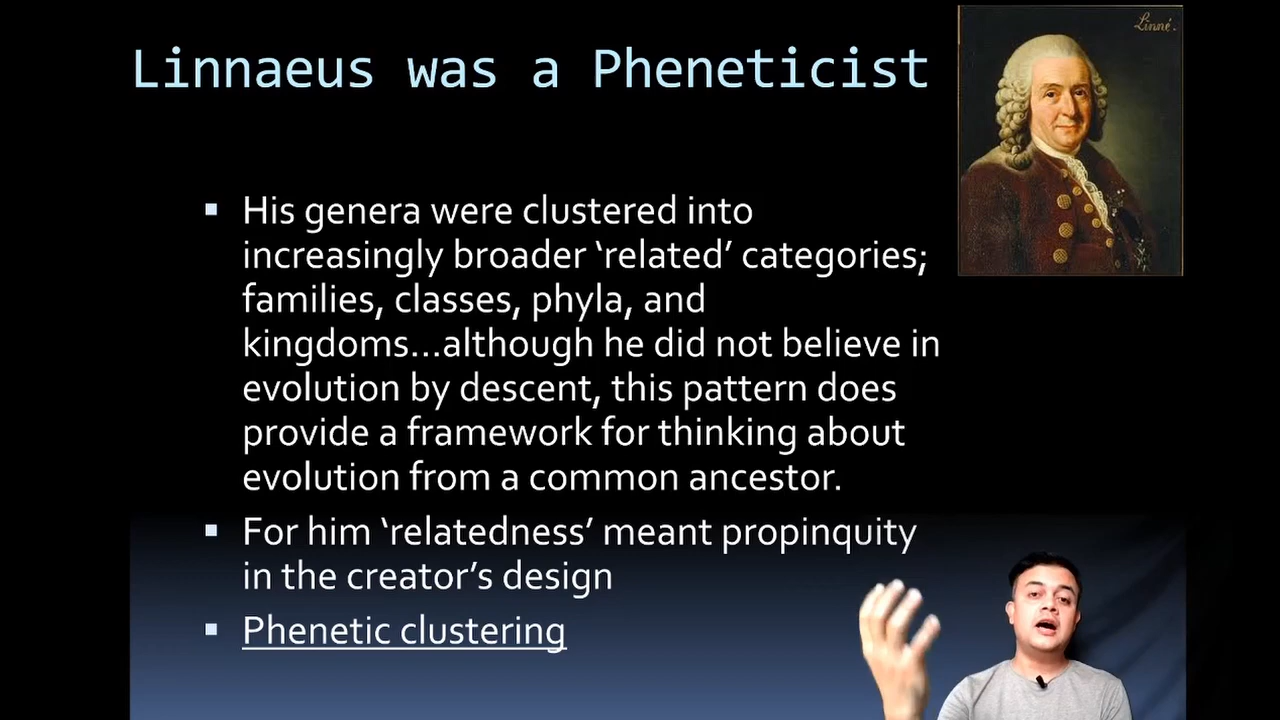 Linnaeus was a Pheneticist
Linné.
▪ His genera were clustered into
increasingly broader ‘related’ categories;
families, classes, phyla, and
kingdoms...although he did not believe in
evolution by descent, this pattern does
provide a framework for thinking about
evolution from a common ancestor.
▪ For him ‘relatedness’ meant propinquity
in the creator’s design
▪ Phenetic clustering